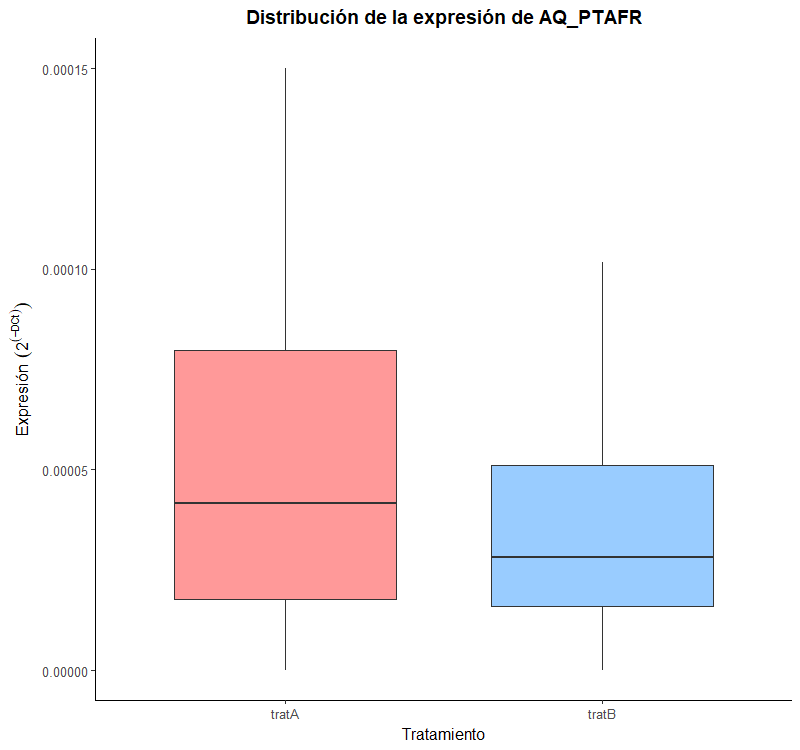 Distribución de la expresión de AQ_PTAFR
0.00015
0.00010
0.00005
0.00000
Expresión (2^(−DCt))
tratA
tratB
Tratamiento